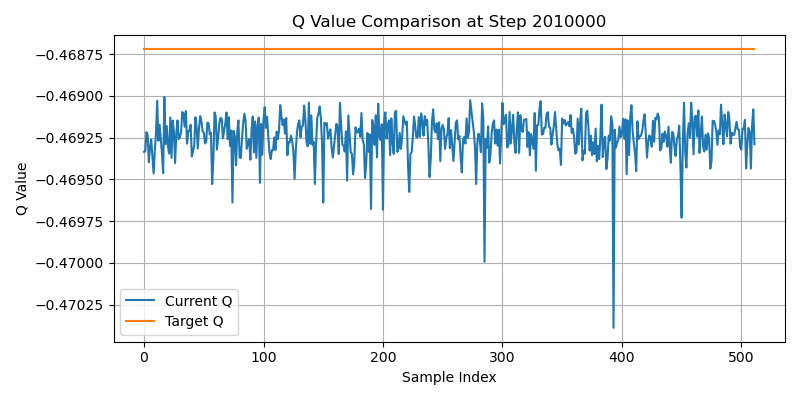 Q Value Comparison at Step 2010000
Q Value
−0.46875
−0.46900
−0.46925
−0.46950
−0.46975
−0.47000
−0.47025
Current Q
Target Q
0 100 200 300 400 500
Sample Index